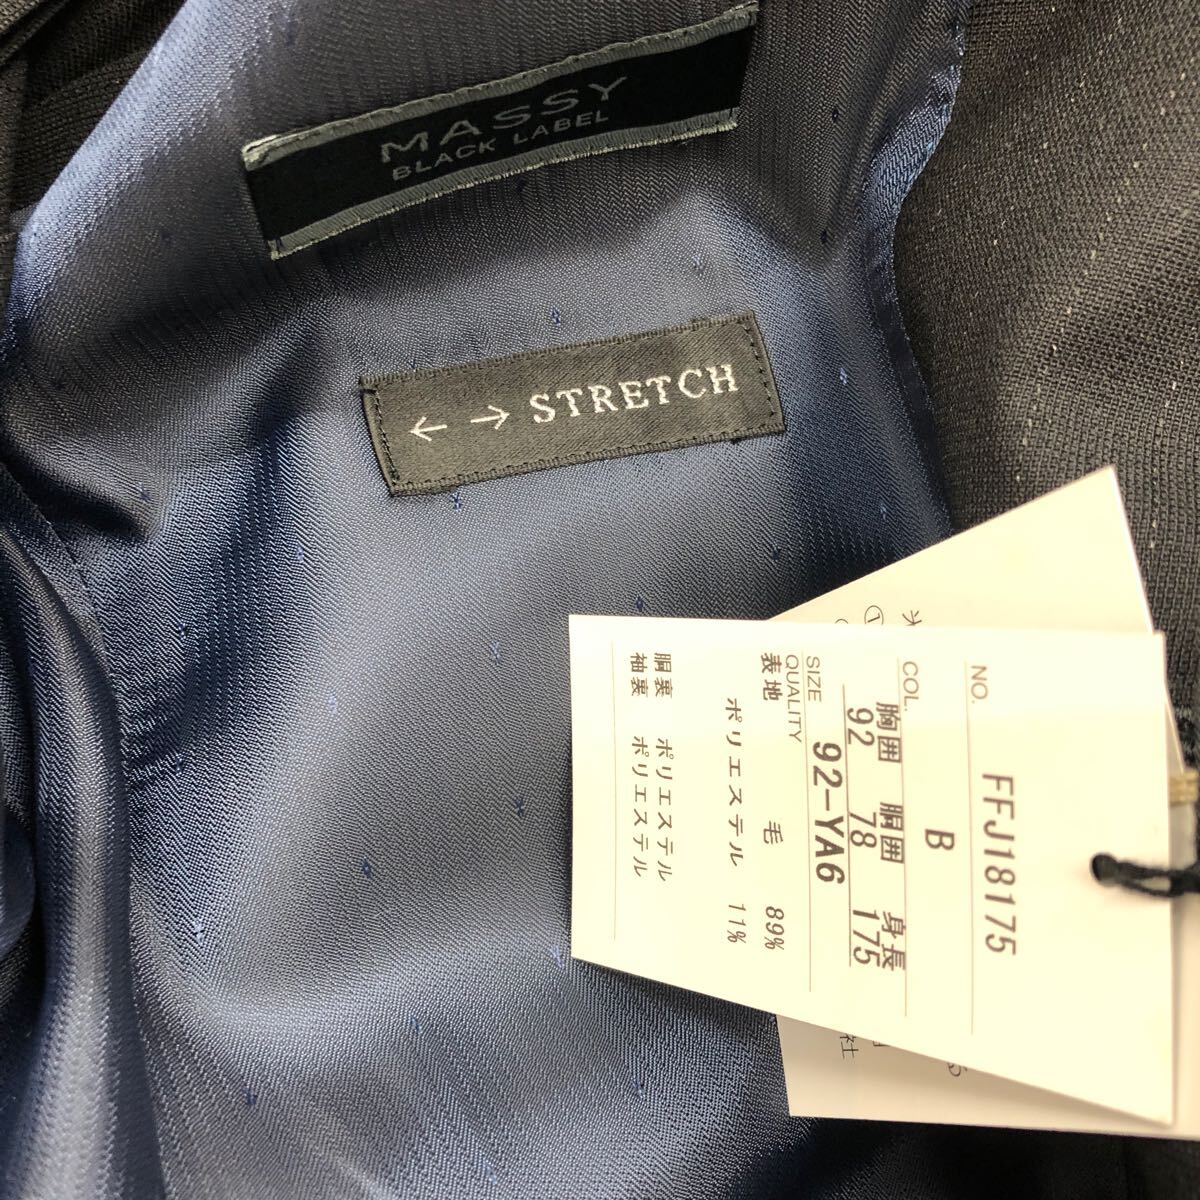 MASSY
BLACK LABEL
← → STRETCH
NO. FFJ18175
COL. B
胸囲 胴囲 身長
92 78 175
SIZE 92-YA6
QUALITY
表地 毛 89%
ポリエステル 11%
胴裏 ポリエステル
袖裏 ポリエステル
社